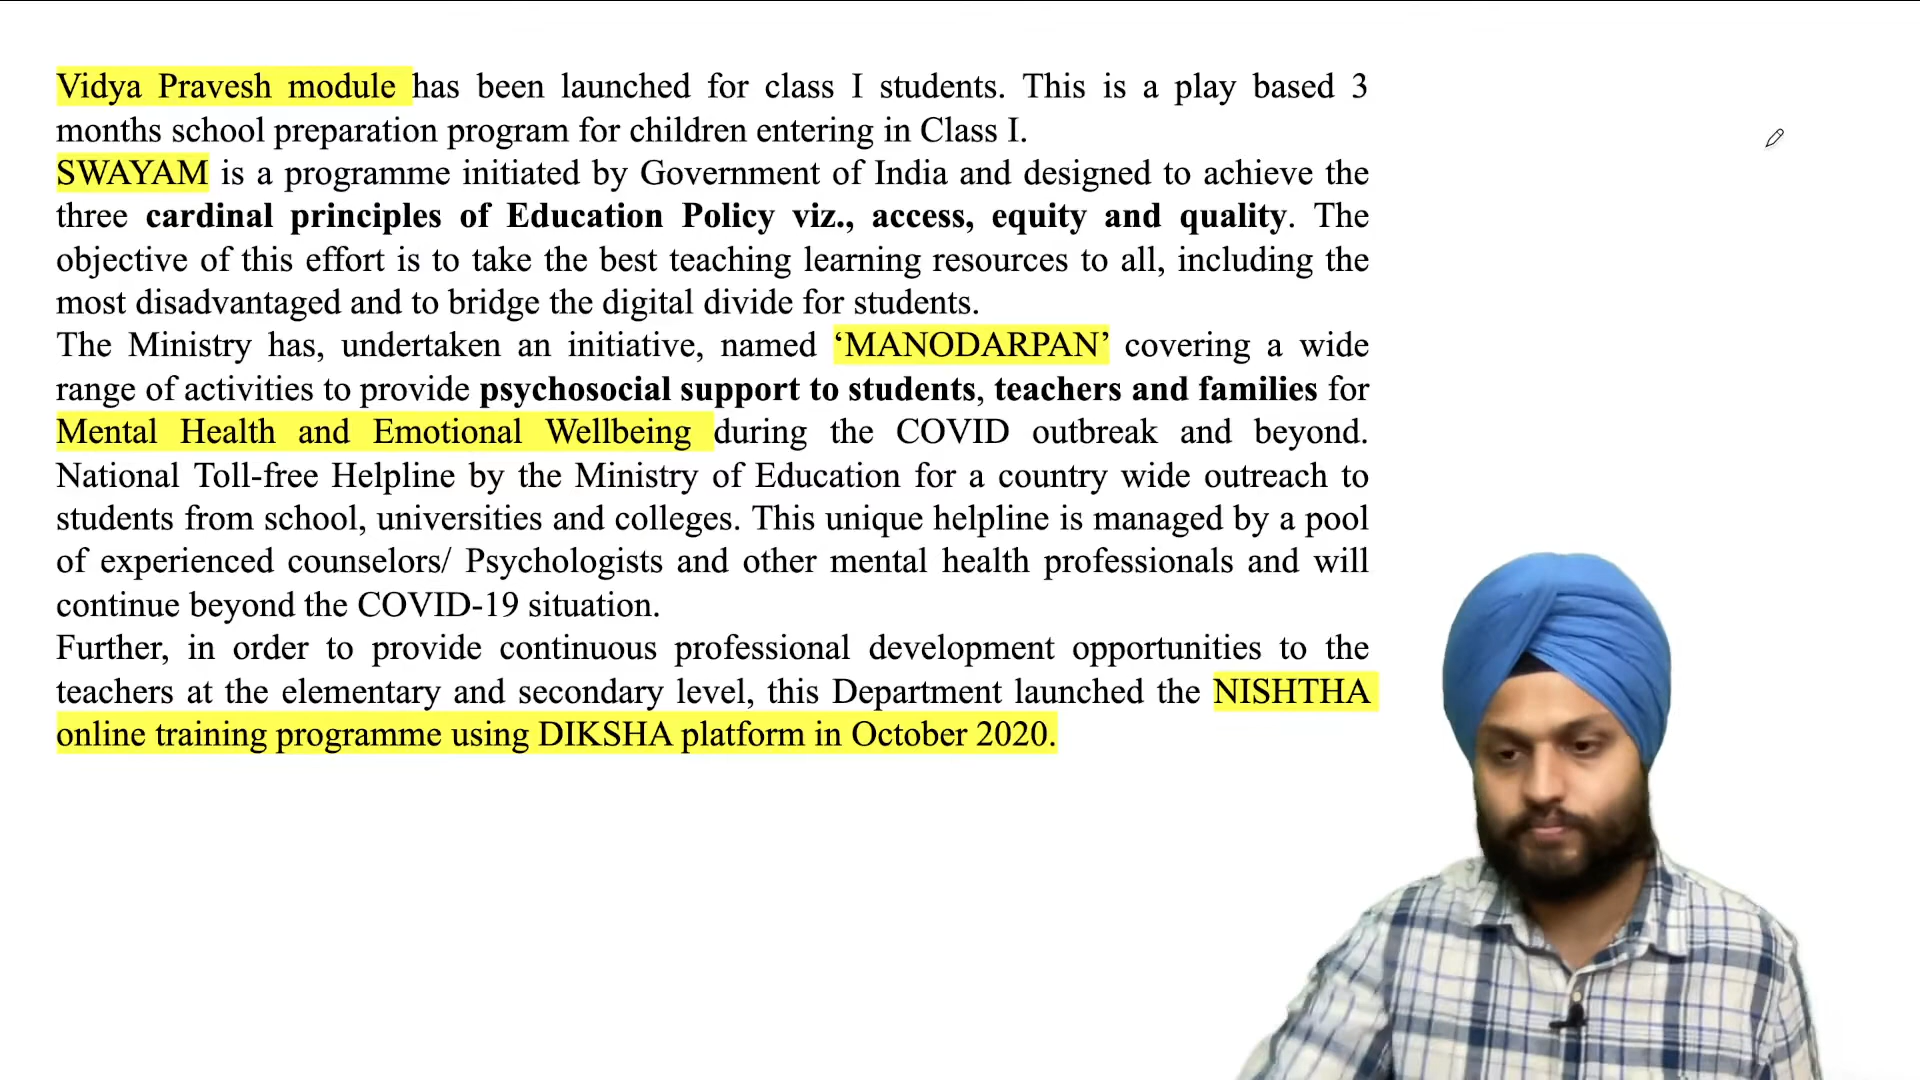 Vidya Pravesh module has been launched for class I students. This is a play based 3
months school preparation program for children entering in Class I.
SWAYAM is a programme initiated by Government of India and designed to achieve the
three cardinal principles of Education Policy viz., access, equity and quality. The
objective of this effort is to take the best teaching learning resources to all, including the
most disadvantaged and to bridge the digital divide for students.
The Ministry has, undertaken an initiative, named ‘MANODARPAN’ covering a wide
range of activities to provide psychosocial support to students, teachers and families for
Mental Health and Emotional Wellbeing during the COVID outbreak and beyond.
National Toll-free Helpline by the Ministry of Education for a country wide outreach to
students from school, universities and colleges. This unique helpline is managed by a pool
of experienced counselors/ Psychologists and other mental health professionals and will
continue beyond the COVID-19 situation.
Further, in order to provide continuous professional development opportunities to the
teachers at the elementary and secondary level, this Department launched the NISHTHA
online training programme using DIKSHA platform in October 2020.